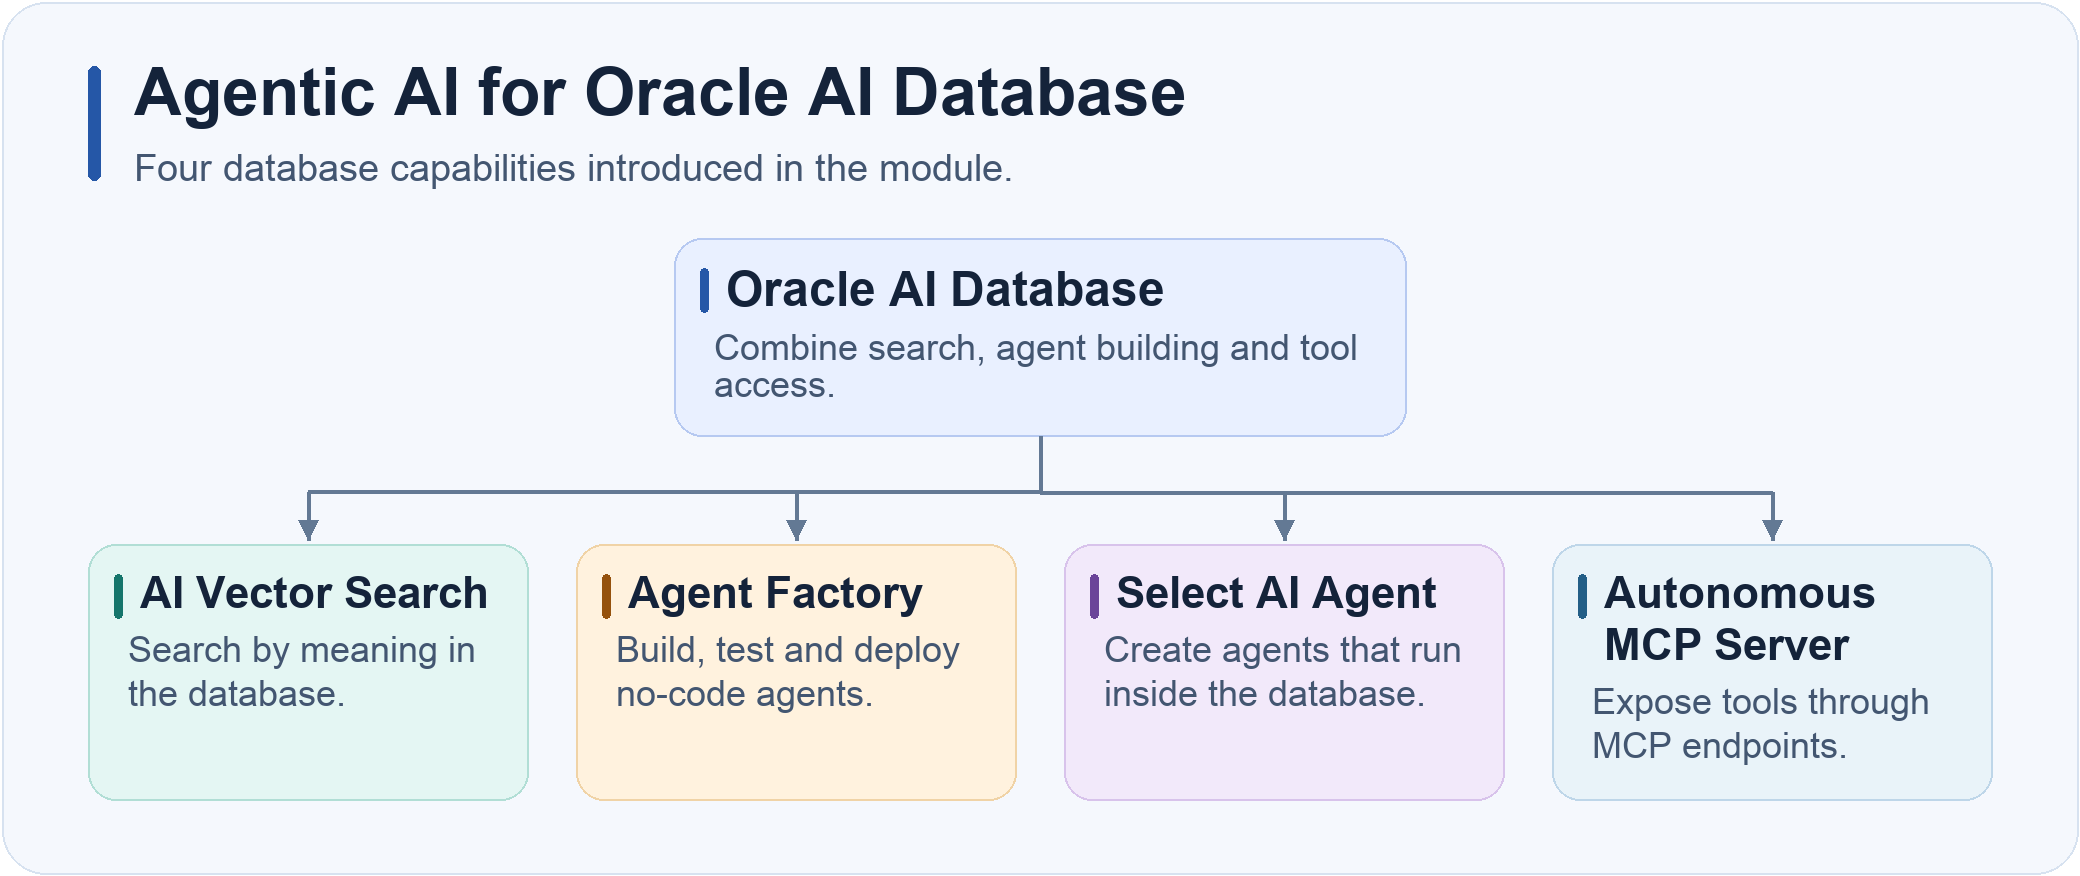 Agentic AI for Oracle AI Database
Four database capabilities introduced in the module.
Oracle AI Database
Combine search, agent building and tool
access.
AI Vector Search
Search by meaning in
the database.
Agent Factory
Build, test and deploy
no-code agents.
Select AI Agent
Create agents that run
inside the database.
Autonomous
MCP Server
Expose tools through
MCP endpoints.